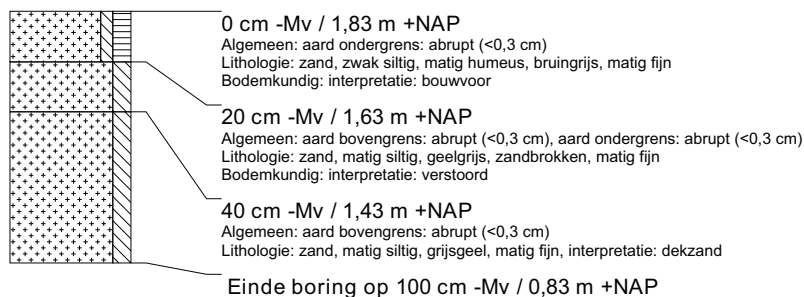 0 cm -Mv / 1,83 m +NAP
Algemeen: aard ondergrens: abrupt (<0,3 cm)
Lithologie: zand, zwak siltig, matig humeus, bruingrijs, matig fijn
Bodemkundig: interpretatie: bouwvoor
20 cm -Mv / 1,63 m +NAP
Algemeen: aard bovengrens: abrupt (<0,3 cm), aard ondergrens: abrupt (<0,3 cm)
Lithologie: zand, matig siltig, geelgrijs, zandbrokken, matig fijn
Bodemkundig: interpretatie: verstoord
40 cm -Mv / 1,43 m +NAP
Algemeen: aard bovengrens: abrupt (<0,3 cm)
Lithologie: zand, matig siltig, grijsgeel, matig fijn, interpretatie: dekzand
Einde boring op 100 cm -Mv / 0,83 m +NAP